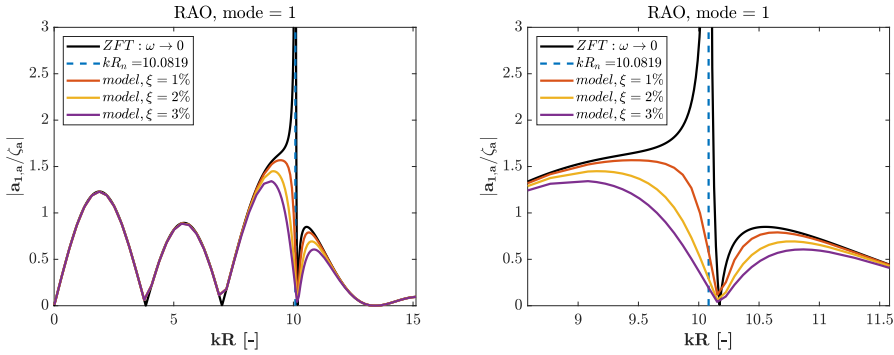 RAO, mode = 1
|a1,a/ζa|
3
2.5
2
1.5
1
0.5
0
ZFT : ω → 0
kRn =10.0819
model, ξ = 1%
model, ξ = 2%
model, ξ = 3%
0 5 10 15
kR [-]
RAO, mode = 1
|a1,a/ζa|
3
2.5
2
1.5
1
0.5
0
ZFT : ω → 0
kRn =10.0819
model, ξ = 1%
model, ξ = 2%
model, ξ = 3%
9 9.5 10 10.5 11 11.5
kR [-]